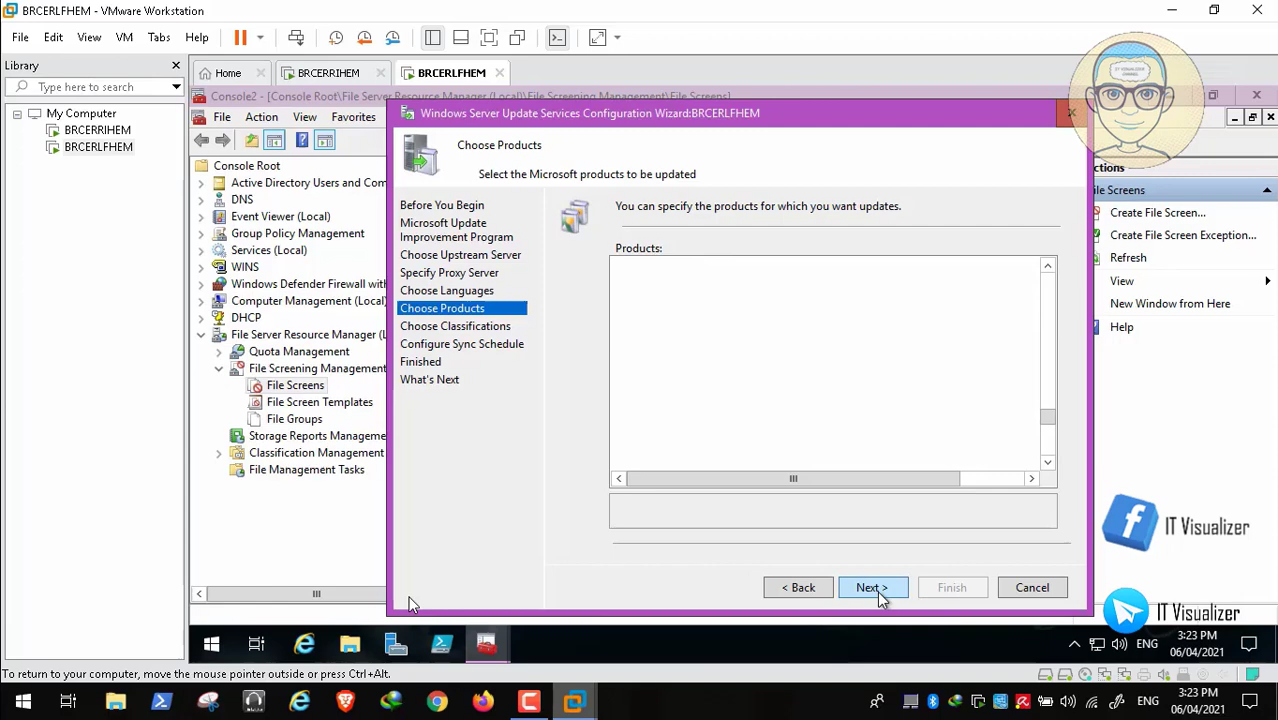 BRCERLFHEM - VMware Workstation
File Edit View VM Tabs Help
Library
Type here to search
My Computer
BRCERRIHEM
BRCERLFHEM
Home
BRCERRIHEM
BRCERLFHEM
IT VISUALIZER
CHANNEL
Console2 - [Console Root\File Server Resource Manager (Local)\File Screening Management\File Screens]
File Action View Favorites
Console Root
Active Directory Users and Com
DNS
Event Viewer (Local)
Group Policy Management
Services (Local)
WINS
Windows Defender Firewall with
Computer Management (Local)
DHCP
File Server Resource Manager (L
Quota Management
File Screening Management
File Screens
File Screen Templates
File Groups
Storage Reports Manageme
Classification Management
File Management Tasks
Windows Server Update Services Configuration Wizard:BRCERLFHEM
Choose Products
Select the Microsoft products to be updated
Before You Begin
Microsoft Update
Improvement Program
Choose Upstream Server
Specify Proxy Server
Choose Languages
Choose Products
Choose Classifications
Configure Sync Schedule
Finished
What's Next
You can specify the products for which you want updates.
Products:
< Back
Next >
Finish
Cancel
ctions
ile Screens
Create File Screen...
Create File Screen Exception...
Refresh
View
New Window from Here
Help
f IT Visualizer
IT Visualizer
ENG
3:23 PM
06/04/2021
To return to your computer, move the mouse pointer outside or press Ctrl+Alt.
ENG
3:23 PM
06/04/2021